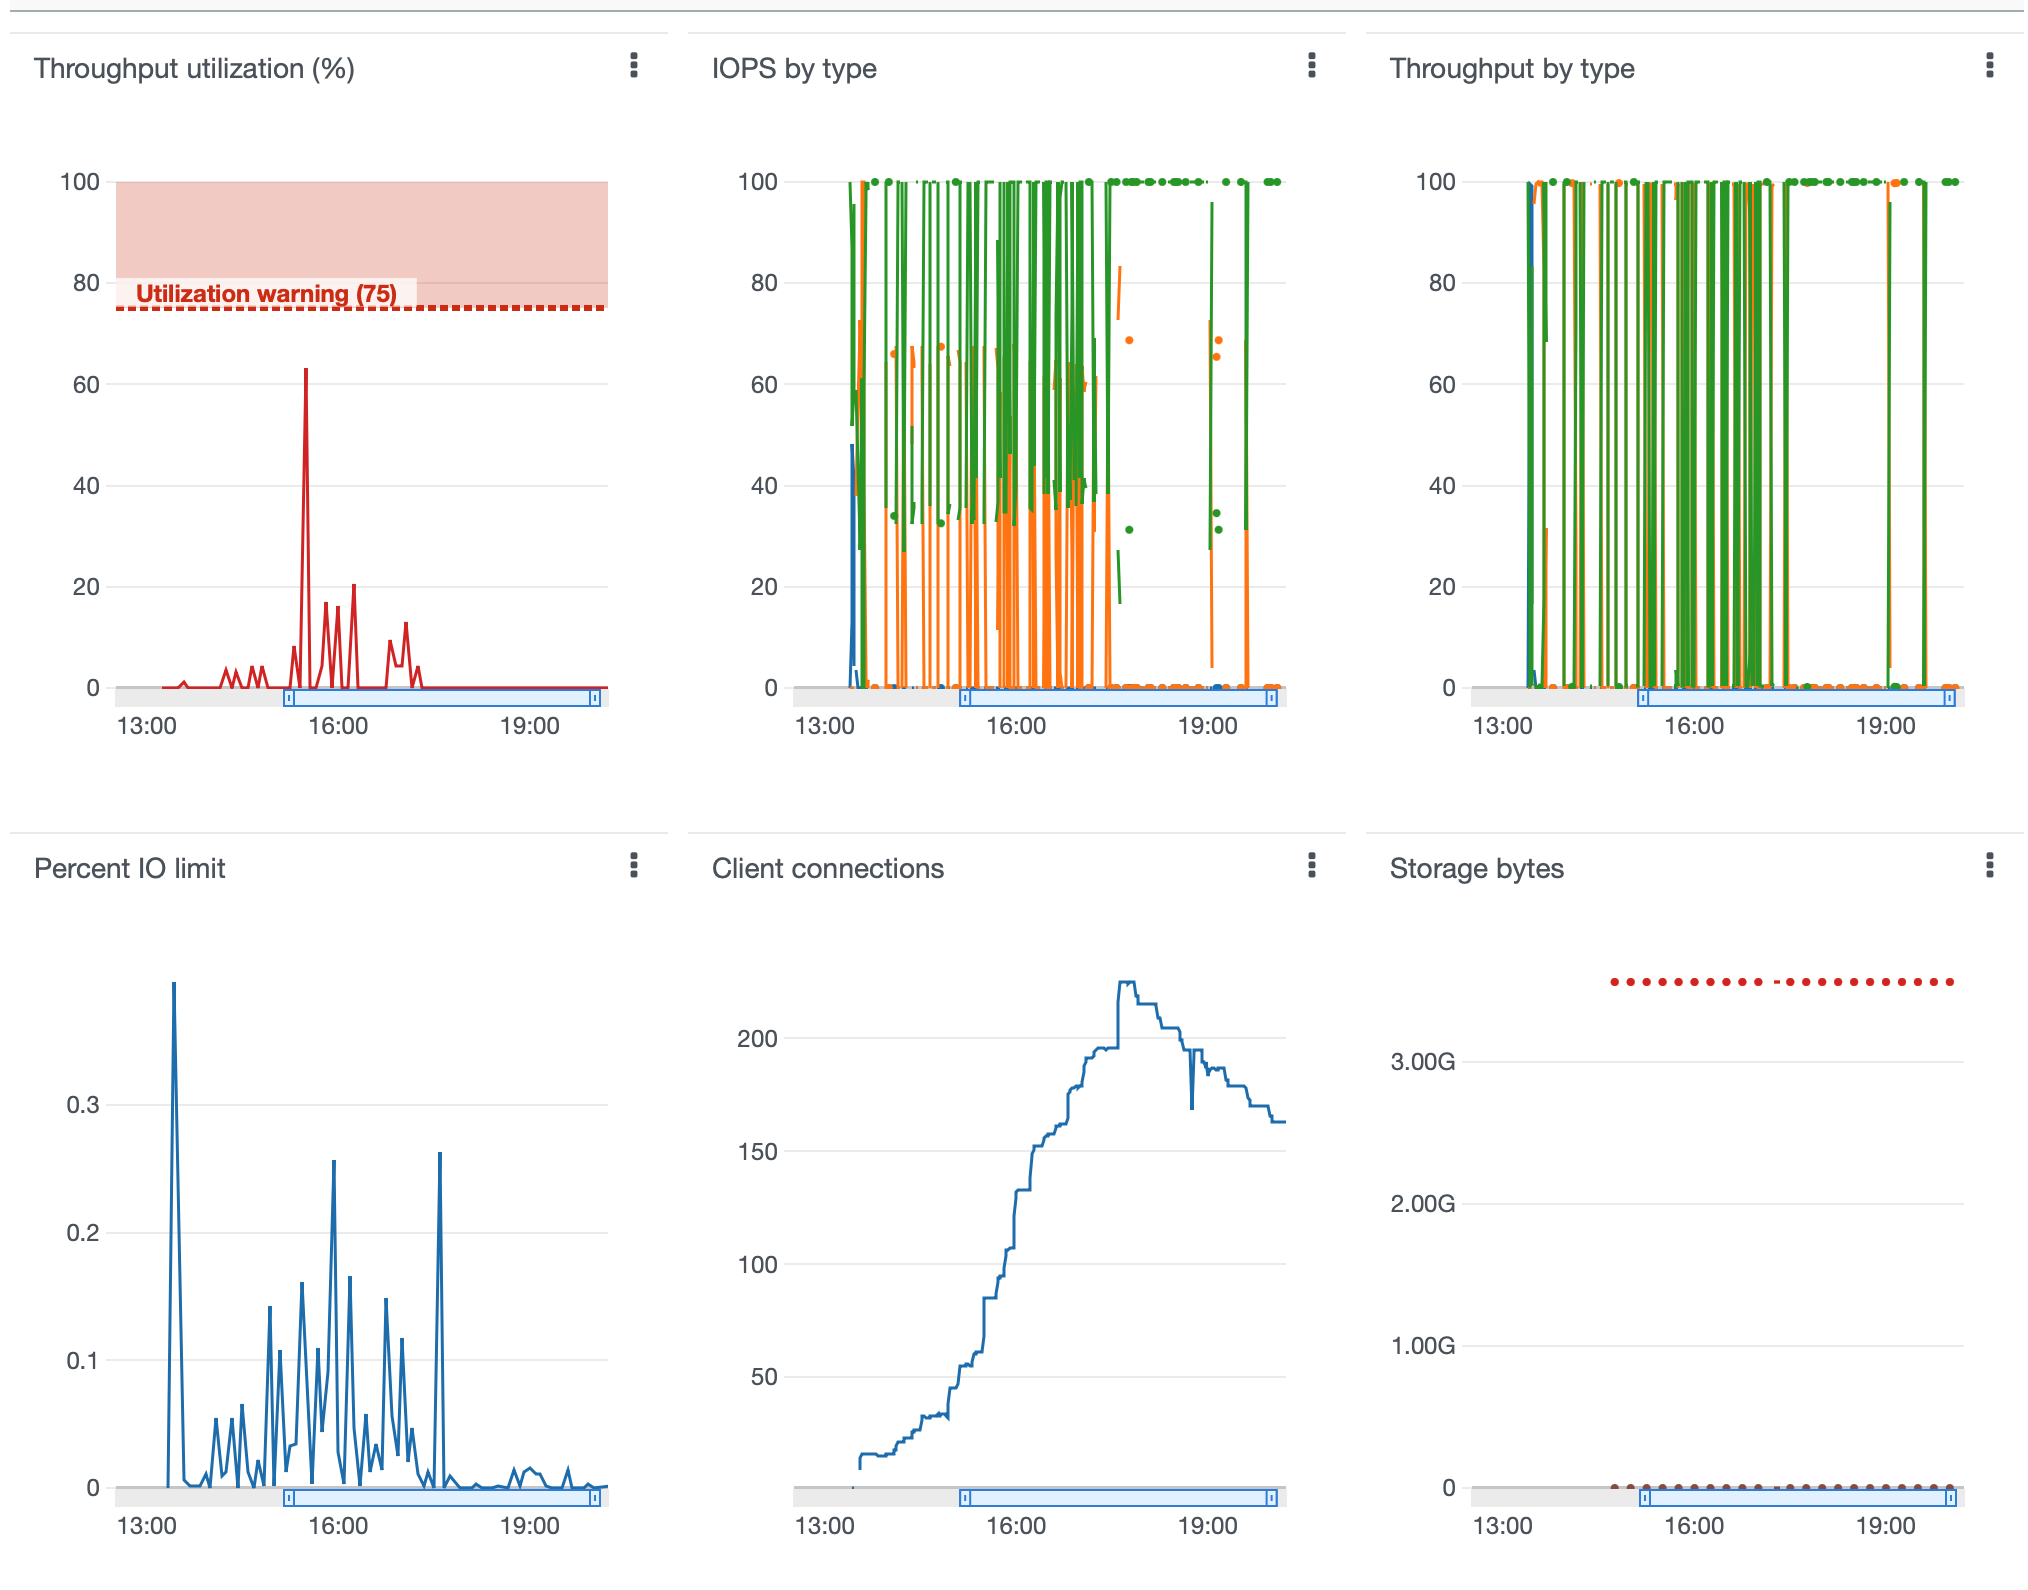 Throughput utilization (%)
100
80
Utilization warning (75)
60
40
20
0
13:00 16:00 19:00
IOPS by type
100
80
60
40
20
0
13:00 16:00 19:00
Throughput by type
100
80
60
40
20
0
13:00 16:00 19:00
Percent IO limit
0.3
0.2
0.1
0
13:00 16:00 19:00
Client connections
200
150
100
50
13:00 16:00 19:00
Storage bytes
3.00G
2.00G
1.00G
0
13:00 16:00 19:00